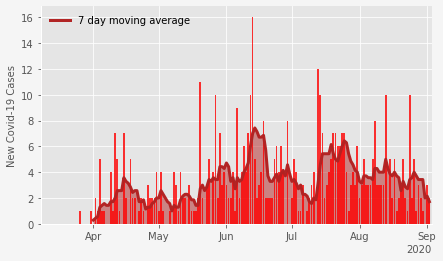 7 day moving average
New Covid-19 Cases
16
14
12
10
8
6
4
2
0
Apr
May
Jun
Jul
Aug
Sep
2020